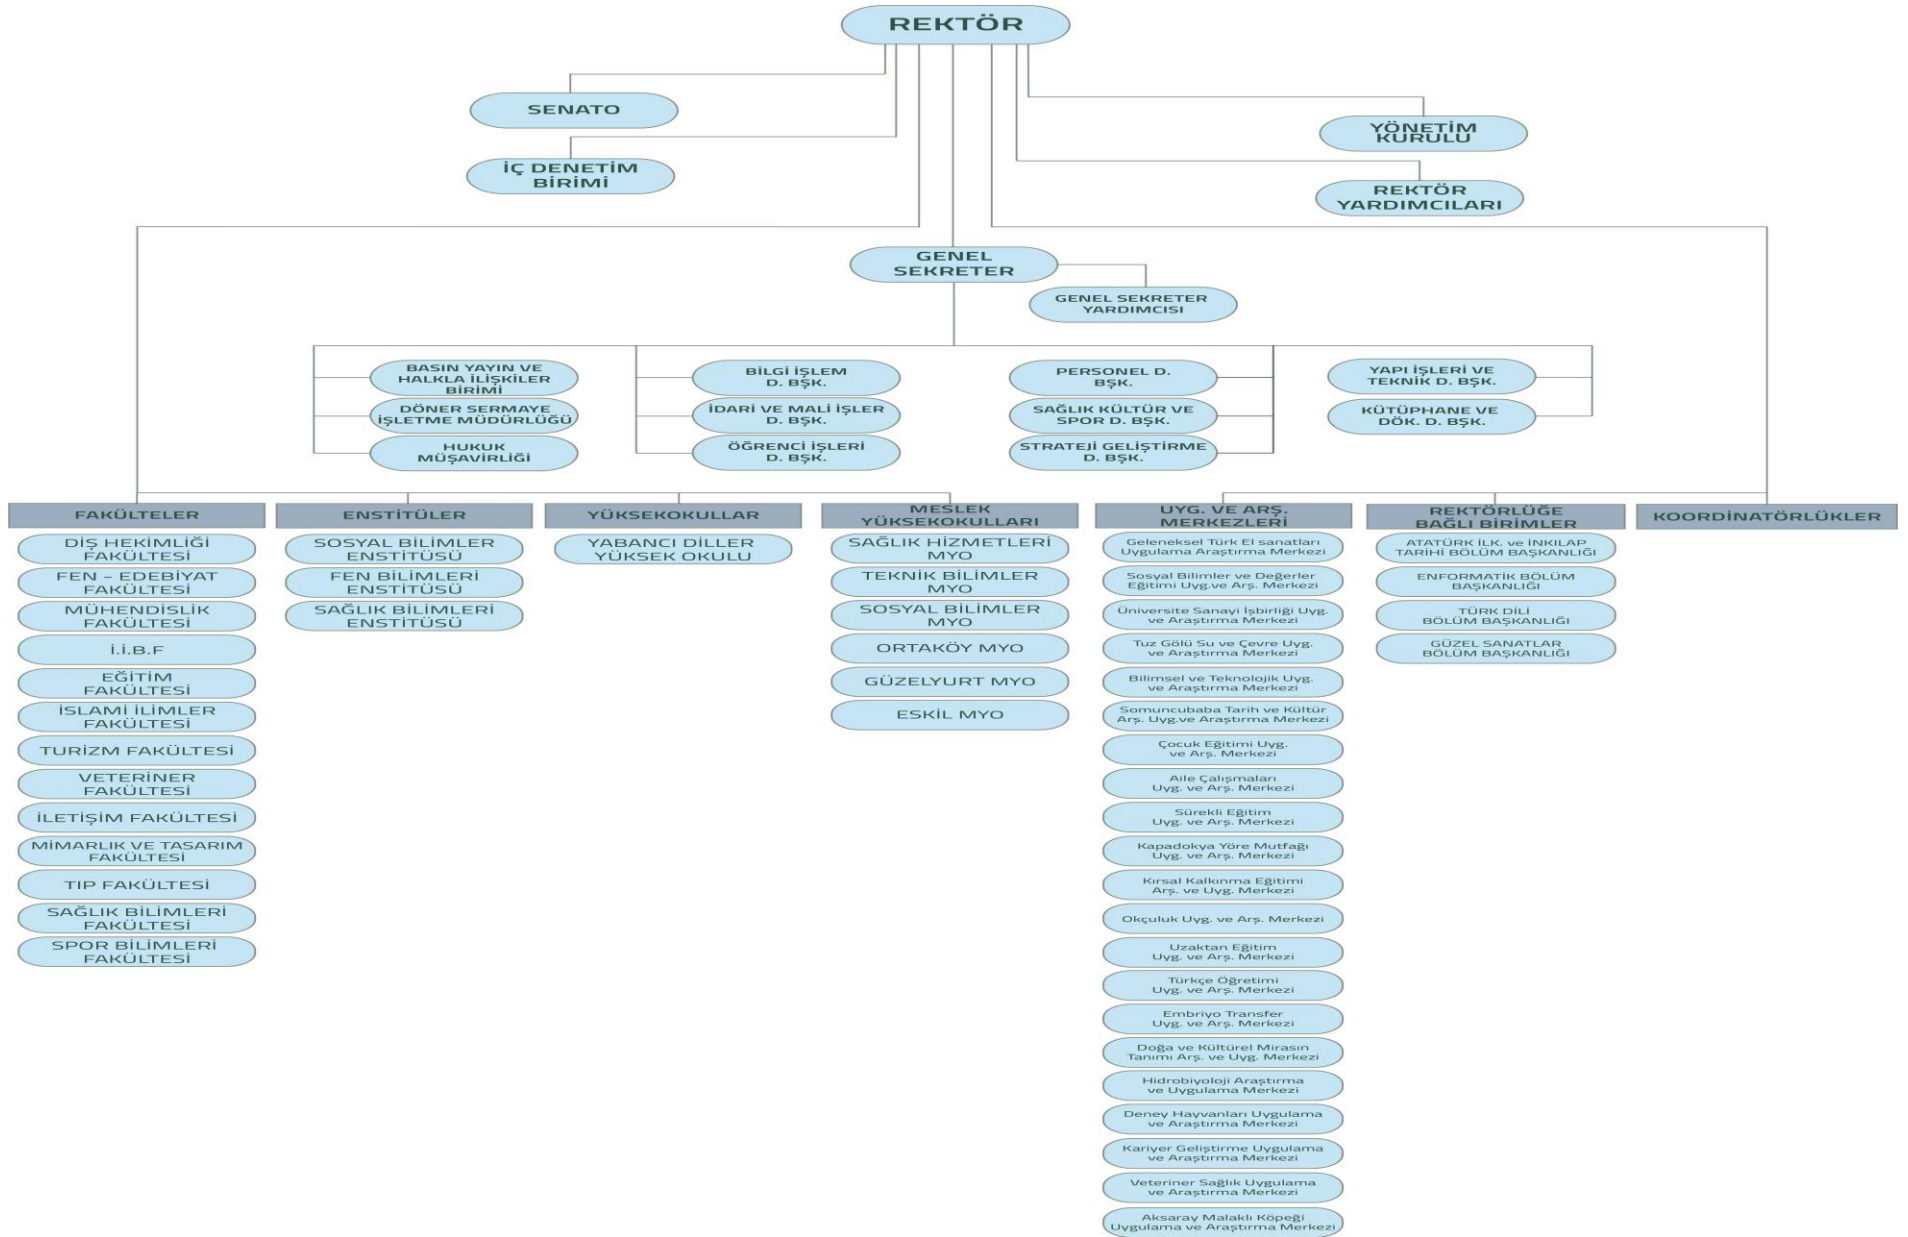 REKTÖR
SENATO
YÖNETİM
KURULU
İÇ DENETİM
BİRİMİ
REKTÖR
YARDIMCILARI
GENEL
SEKRETER
GENEL SEKRETER
YARDIMCISI
BASIN YAYIN VE
HALKLA İLİŞKİLER
BİRİMİ
DÖNER SERMAYE
İŞLETME MÜDÜRLÜĞÜ
HUKUK
MÜŞAVİRLİĞİ
BİLGİ İŞLEM
D. BŞK.
İDARİ VE MALİ İŞLER
D. BŞK.
ÖĞRENCİ İŞLERİ
D. BŞK.
PERSONEL D.
BŞK.
SAĞLIK KÜLTÜR VE
SPOR D. BŞK.
STRATEJİ GELİŞTİRME
D. BŞK.
YAPI İŞLERİ VE
TEKNİK D. BŞK.
KÜTÜPHANE VE
DÖK. D. BŞK.
FAKÜLTELER
DİŞ HEKİMLİĞİ
FAKÜLTESİ
FEN - EDEBİYAT
FAKÜLTESİ
MÜHENDİSLİK
FAKÜLTESİ
İ.İ.B.F
EĞİTİM
FAKÜLTESİ
İSLAMİ İLİMLER
FAKÜLTESİ
TURİZM FAKÜLTESİ
VETERİNER
FAKÜLTESİ
İLETİŞİM FAKÜLTESİ
MİMARLIK VE TASARIM
FAKÜLTESİ
TIP FAKÜLTESİ
SAĞLIK BİLİMLERİ
FAKÜLTESİ
SPOR BİLİMLERİ
FAKÜLTESİ
ENSTİTÜLER
SOSYAL BİLİMLER
ENSTİTÜSÜ
FEN BİLİMLERİ
ENSTİTÜSÜ
SAĞLIK BİLİMLERİ
ENSTİTÜSÜ
YÜKSEKOKULLAR
YABANCI DİLLER
YÜKSEK OKULU
MESLEK
YÜKSEKOKULLARI
SAĞLIK HİZMETLERİ
MYO
TEKNİK BİLİMLER
MYO
SOSYAL BİLİMLER
MYO
ORTAKÖY MYO
GÜZELYURT MYO
ESKİL MYO
UYG. VE ARŞ.
MERKEZLERİ
Geleneksel Türk El sanatları
Uygulama Araştırma Merkezi
Sosyal Bilimler ve Değerler
Eğitimi Uyg.ve Arş. Merkezi
Üniversite Sanayi İşbirliği Uyg.
ve Araştırma Merkezi
Tuz Gölü Su ve Çevre Uyg.
ve Araştırma Merkezi
Bilimsel ve Teknolojik Uyg.
ve Araştırma Merkezi
Somuncubaba Tarih ve Kültür
Arş. Uyg.ve Araştırma Merkezi
Çocuk Eğitimi Uyg.
ve Arş. Merkezi
Aile Çalışmaları
Uyg. ve Arş. Merkezi
Sürekli Eğitim
Uyg. ve Arş. Merkezi
Kapadokya Yöre Mutfağı
Uyg. ve Arş. Merkezi
Kırsal Kalkınma Eğitimi
Arş. ve Uyg. Merkezi
Okçuluk Uyg. ve Arş. Merkezi
Uzaktan Eğitim
Uyg. ve Arş. Merkezi
Türkçe Öğretimi
Uyg. ve Arş. Merkezi
Embriyo Transfer
Uyg. ve Arş. Merkezi
Doğa ve Kültürel Mirasın
Tanımı Arş. ve Uyg. Merkezi
Hidrobiyoloji Araştırma
ve Uygulama Merkezi
Deney Hayvanları Uygulama
ve Araştırma Merkezi
Kariyer Geliştirme Uygulama
ve Araştırma Merkezi
Veteriner Sağlık Uygulama
ve Araştırma Merkezi
Aksaray Malaklı Köpeği
Uygulama ve Araştırma Merkezi
REKTÖRLÜĞE
BAĞLI BİRİMLER
ATATÜRK İLK. ve İNKILAP
TARİHİ BÖLÜM BAŞKANLIĞI
ENFORMATİK BÖLÜM
BAŞKANLIĞI
TÜRK DİLİ
BÖLÜM BAŞKANLIĞI
GÜZEL SANATLAR
BÖLÜM BAŞKANLIĞI
KOORDİNATÖRLÜKLER